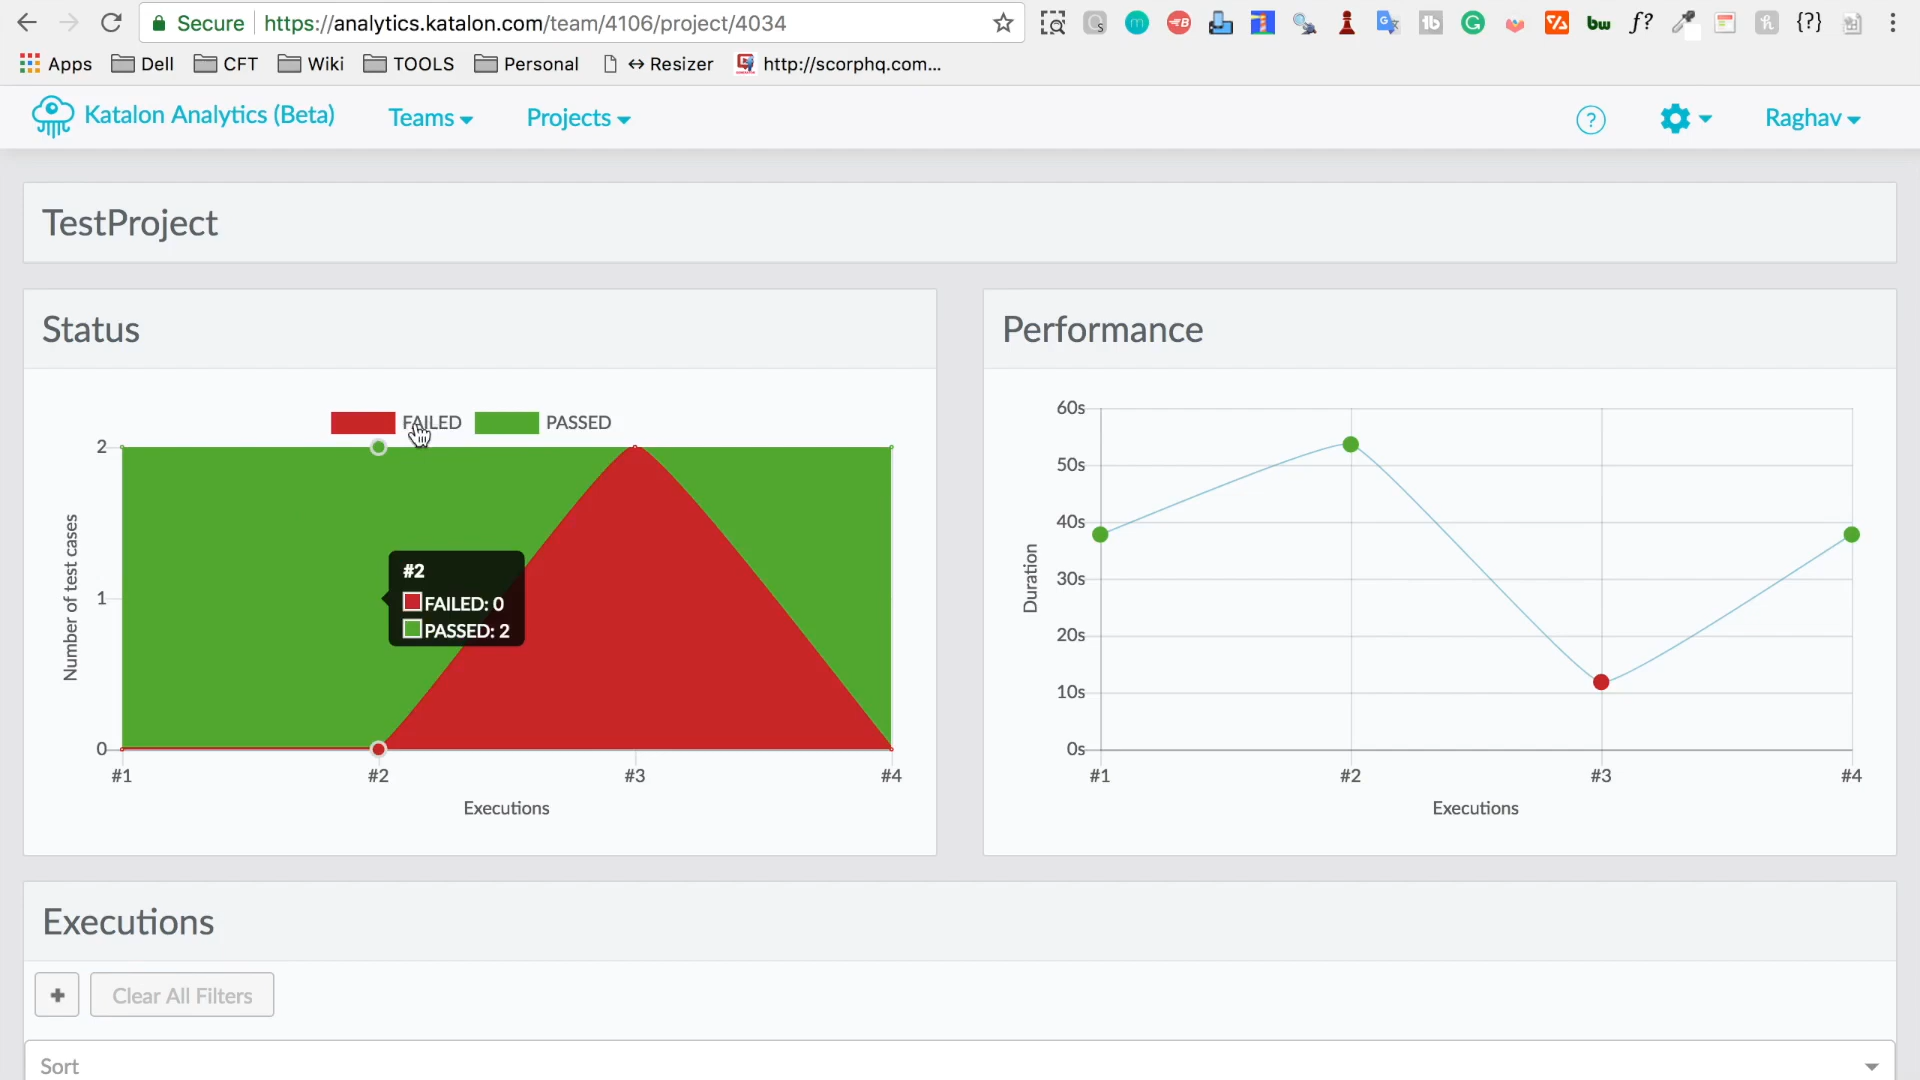 Secure https://analytics.katalon.com/team/4106/project/4034
Apps Dell CFT Wiki TOOLS Personal ↔ Resizer http://scorphq.com...
Katalon Analytics (Beta) Teams Projects ? Raghav
TestProject
Status
FAILED PASSED
Number of test cases
2
1
0
#2
FAILED: 0
PASSED: 2
#1 #2 #3 #4
Executions
Performance
Duration
60s
50s
40s
30s
20s
10s
0s
#1 #2 #3 #4
Executions
Executions
+ Clear All Filters
Sort